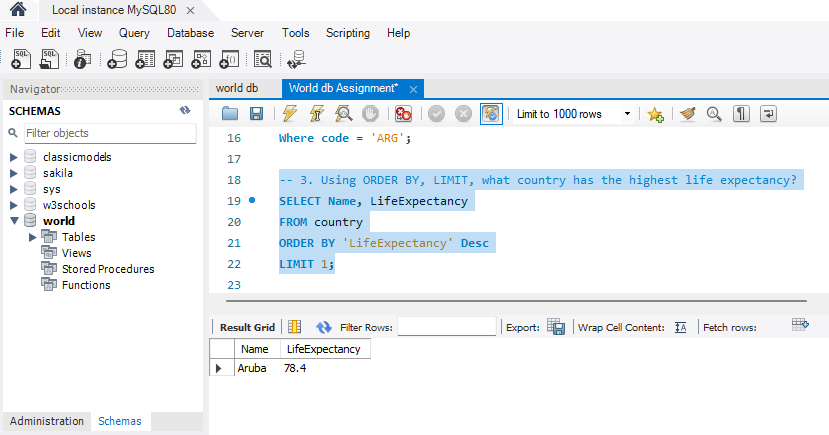 Local instance MySQL80
File Edit View Query Database Server Tools Scripting Help
Navigator
SCHEMAS
Filter objects
classicmodels
sakila
sys
w3schools
world
Tables
Views
Stored Procedures
Functions
Administration Schemas
world db World db Assignment*
Limit to 1000 rows
16 Where code = 'ARG';
17
18 -- 3. Using ORDER BY, LIMIT, what country has the highest life expectancy?
19 SELECT Name, LifeExpectancy
20 FROM country
21 ORDER BY 'LifeExpectancy' Desc
22 LIMIT 1;
23
Result Grid Filter Rows: Export: Wrap Cell Content: Fetch rows:
Name LifeExpectancy
Aruba 78.4